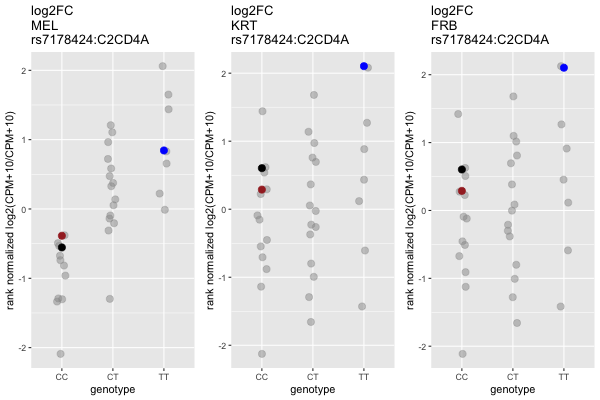 log2FC
MEL
rs7178424:C2CD4A
rank normalized log2(CPM+10/CPM+10)
2
1
0
-1
-2
CC
CT
TT
genotype
log2FC
KRT
rs7178424:C2CD4A
rank normalized log2(CPM+10/CPM+10)
2
1
0
-1
-2
CC
CT
TT
genotype
log2FC
FRB
rs7178424:C2CD4A
rank normalized log2(CPM+10/CPM+10)
2
1
0
-1
-2
CC
CT
TT
genotype